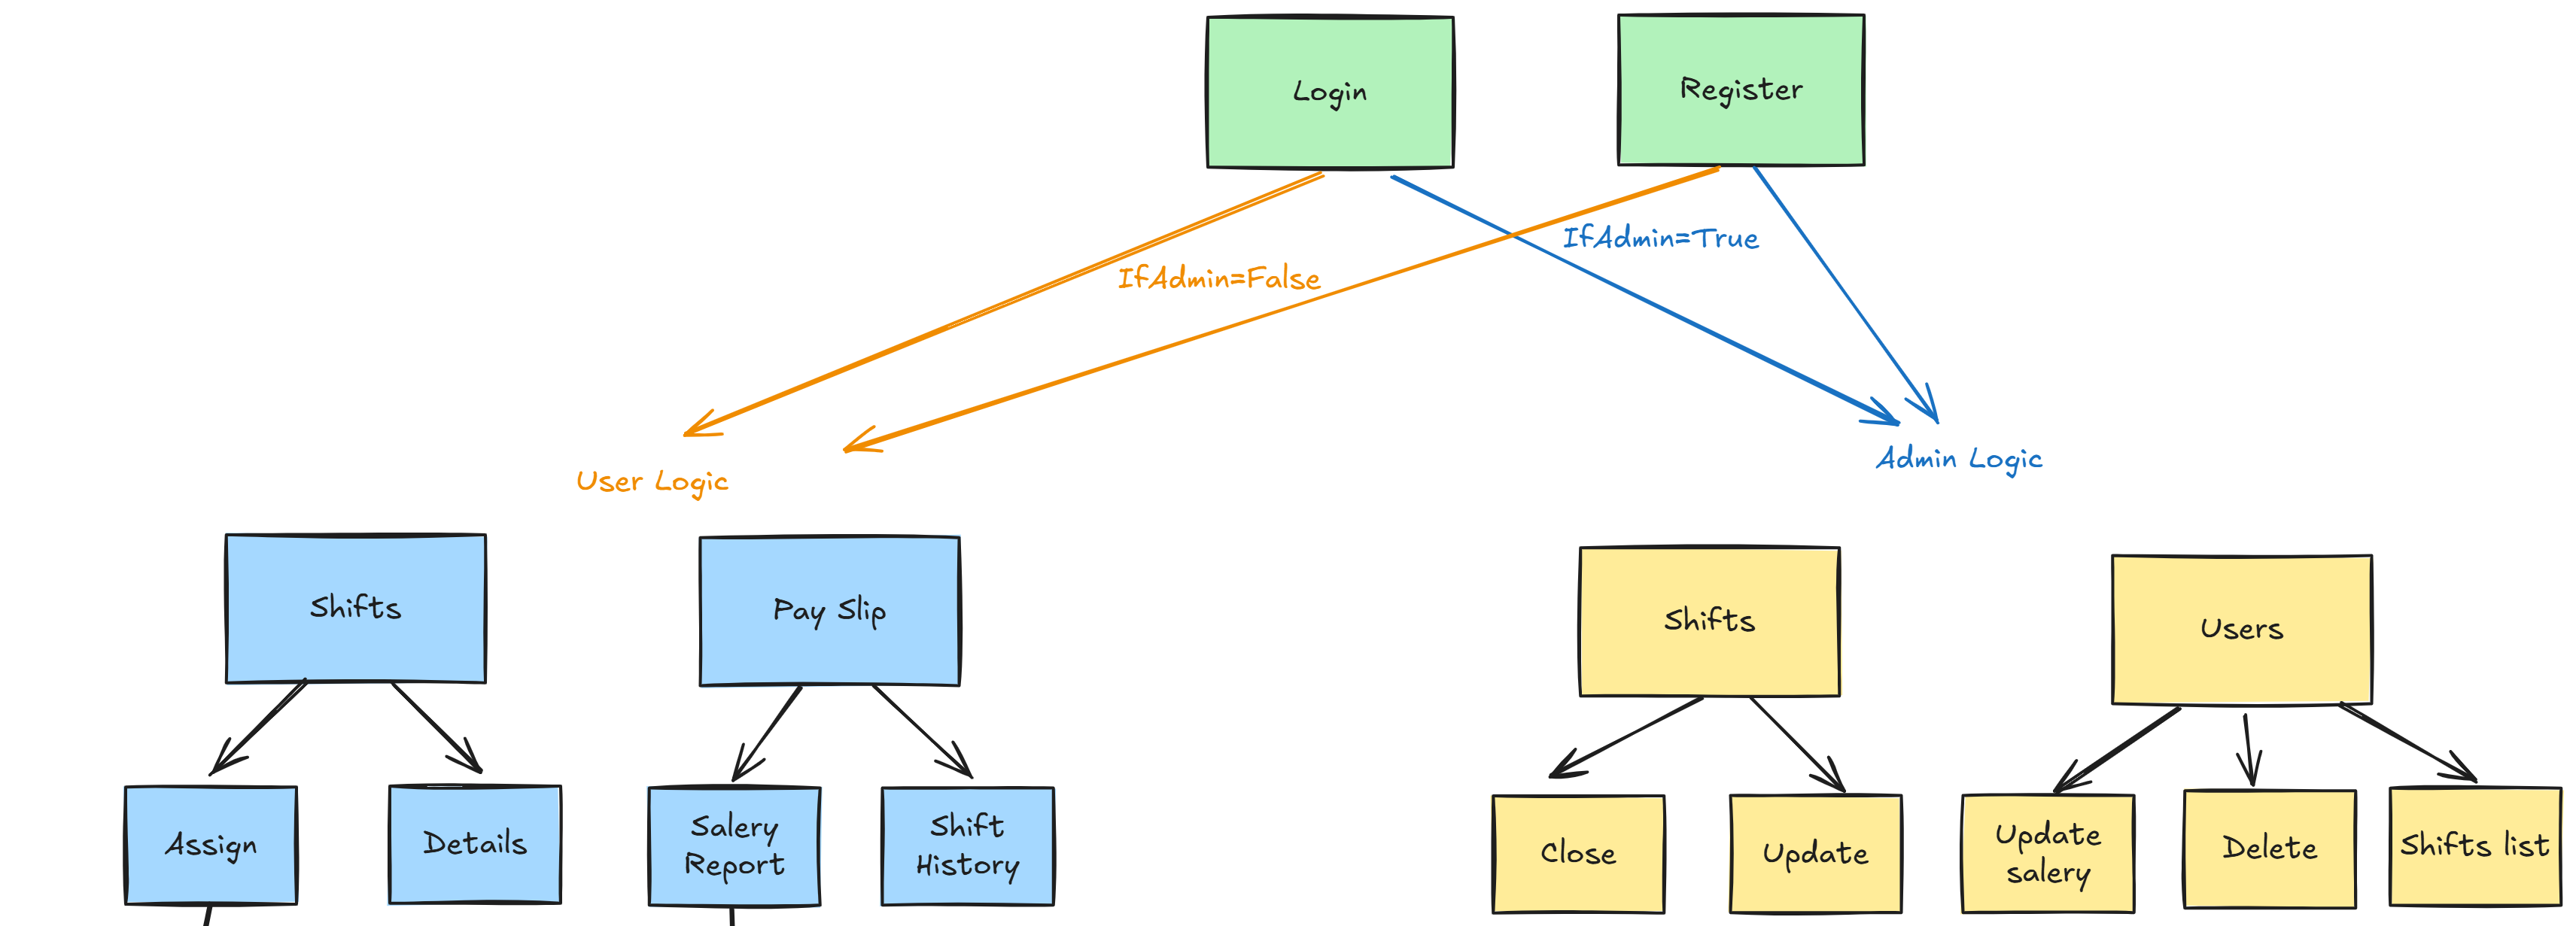 Login
Register
IfAdmin=True
IfAdmin=False
Admin Logic
User Logic
Shifts
Pay Slip
Shifts
Users
Assign
Details
Salery
Report
Shift
History
Close
Update
Update
salery
Delete
Shifts list